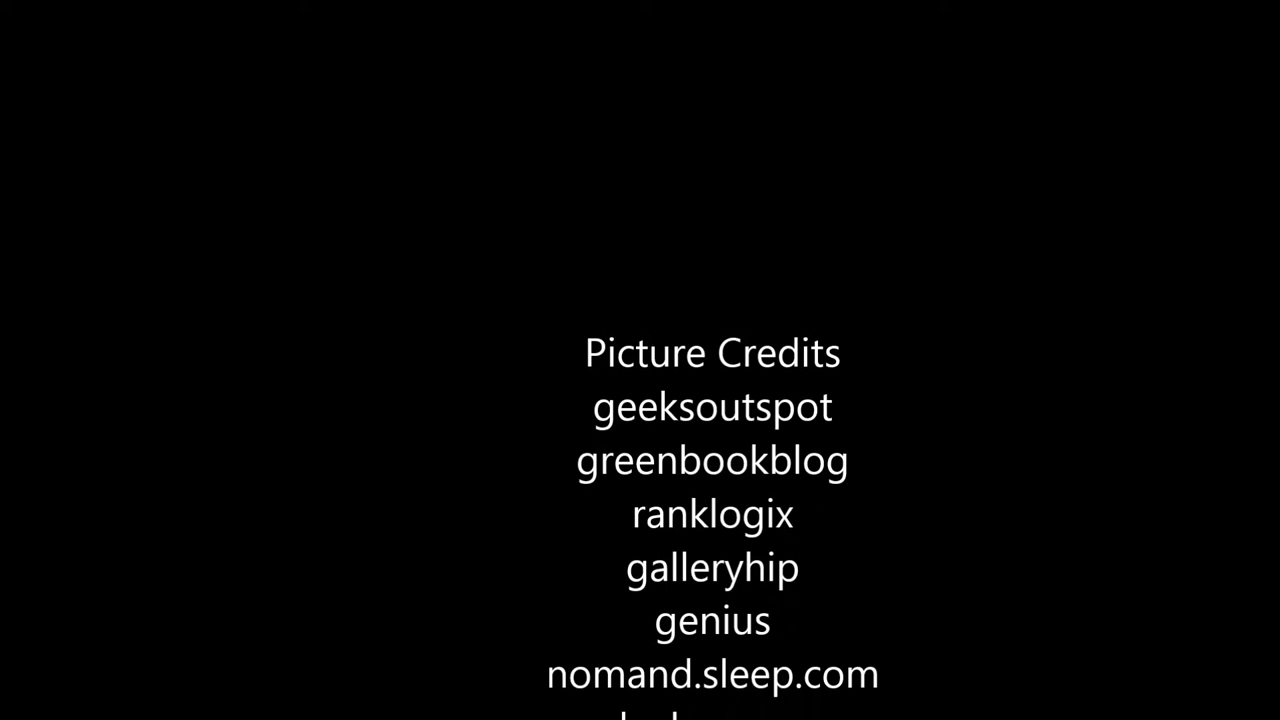 Picture Credits
geeksoutspot
greenbookblog
ranklogix
galleryhip
genius
nomand.sleep.com